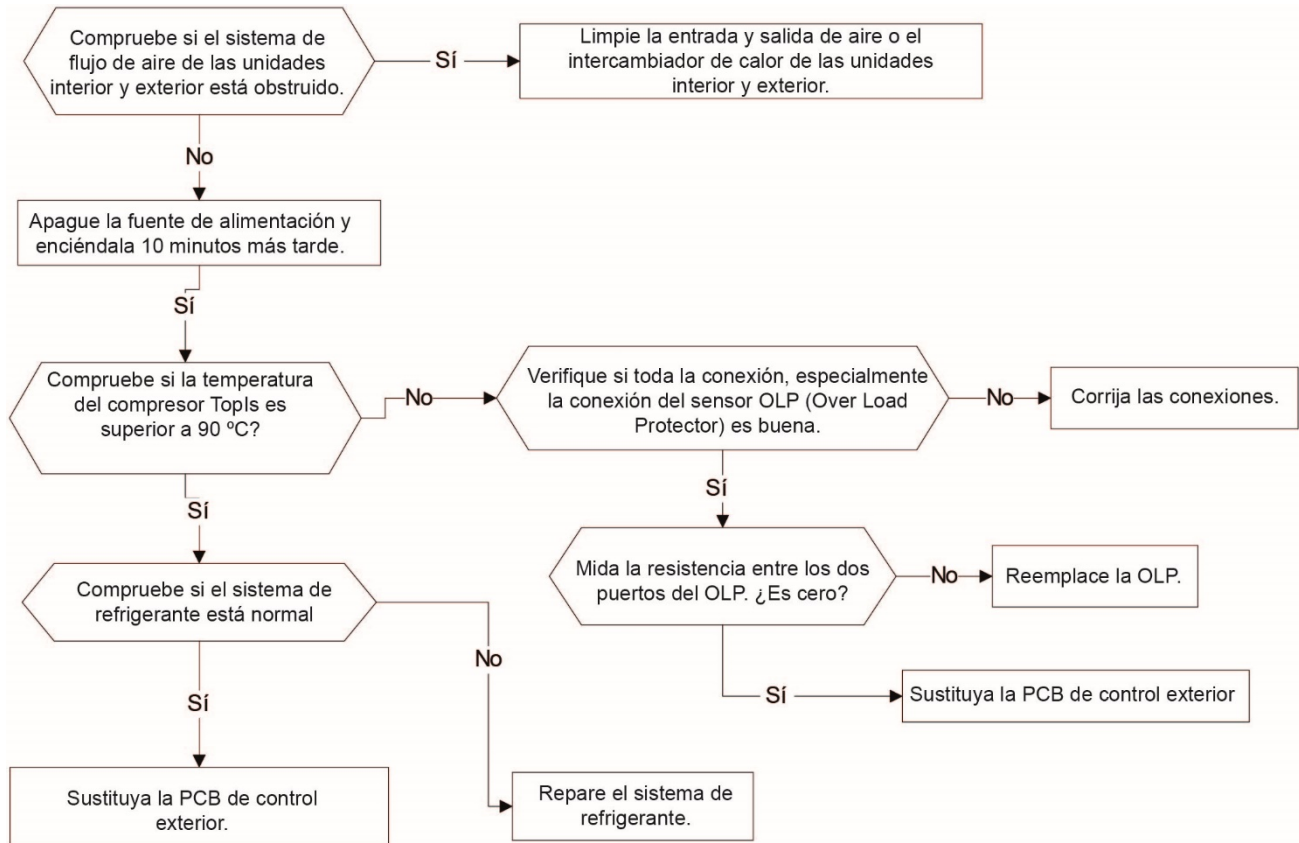 Compruebe si el sistema de
flujo de aire de las unidades
interior y exterior está obstruido.
Sí
Limpie la entrada y salida de aire o el
intercambiador de calor de las unidades
interior y exterior.
No
Apague la fuente de alimentación y
enciéndala 10 minutos más tarde.
Sí
Compruebe si la temperatura
del compresor TopIs es
superior a 90 ºC?
No
Verifique si toda la conexión, especialmente
la conexión del sensor OLP (Over Load
Protector) es buena.
No
Corrija las conexiones.
Sí
Sí
Compruebe si el sistema de
refrigerante está normal
Mida la resistencia entre los dos
puertos del OLP. ¿Es cero?
No
Reemplace la OLP.
No
Sí
Sí
Sustituya la PCB de control exterior
Sustituya la PCB de control
exterior.
Repare el sistema de
refrigerante.